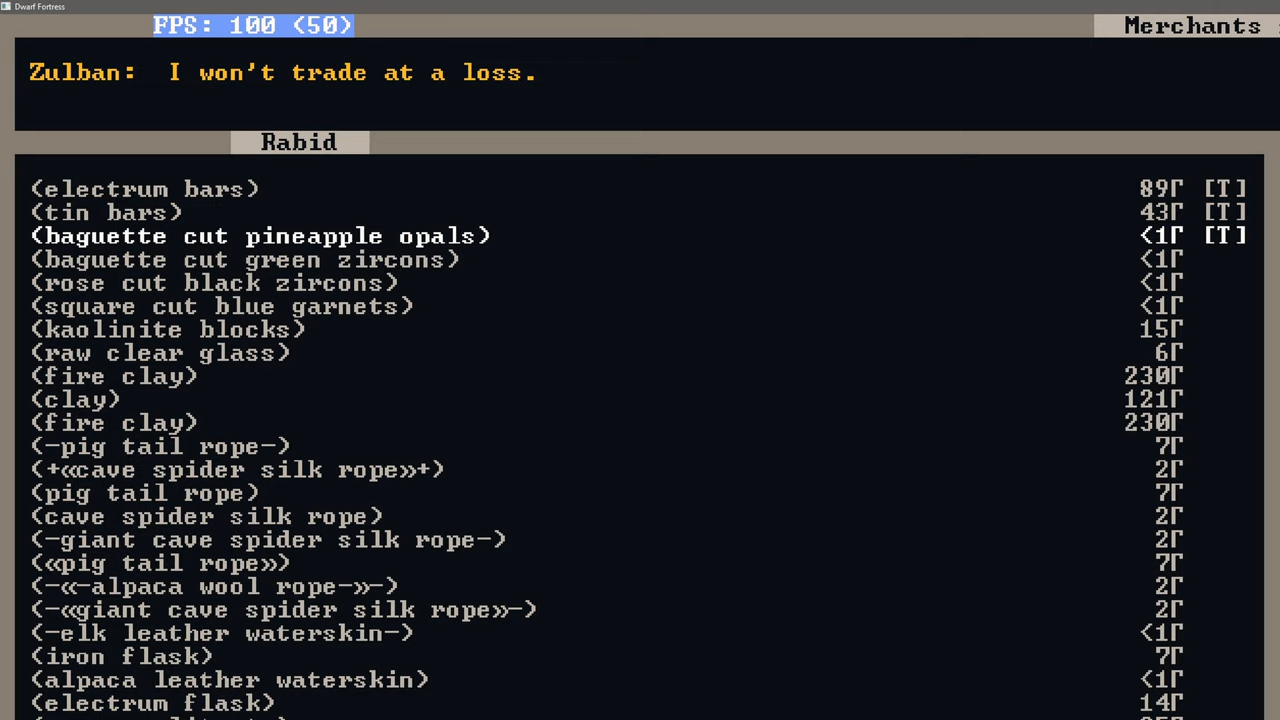 Dwarf Fortress
FPS: 100 (50)
Merchants
Zulban: I won't trade at a loss.
Rabid
(electrum bars) 89Γ [T]
(tin bars) 43Γ [T]
(baguette cut pineapple opals) <1Γ [T]
(baguette cut green zircons) <1Γ
(rose cut black zircons) <1Γ
(square cut blue garnets) <1Γ
(kaolinite blocks) 15Γ
(raw clear glass) 6Γ
(fire clay) 230Γ
(clay) 121Γ
(fire clay) 230Γ
(-pig tail rope-) 7Γ
(+«cave spider silk rope»+) 2Γ
(pig tail rope) 7Γ
(cave spider silk rope) 2Γ
(-giant cave spider silk rope-) 2Γ
(«pig tail rope») 7Γ
(-«-alpaca wool rope-»-) 2Γ
(-«giant cave spider silk rope»-) 2Γ
(-elk leather waterskin-) <1Γ
(iron flask) 7Γ
(alpaca leather waterskin) <1Γ
(electrum flask) 14Γ